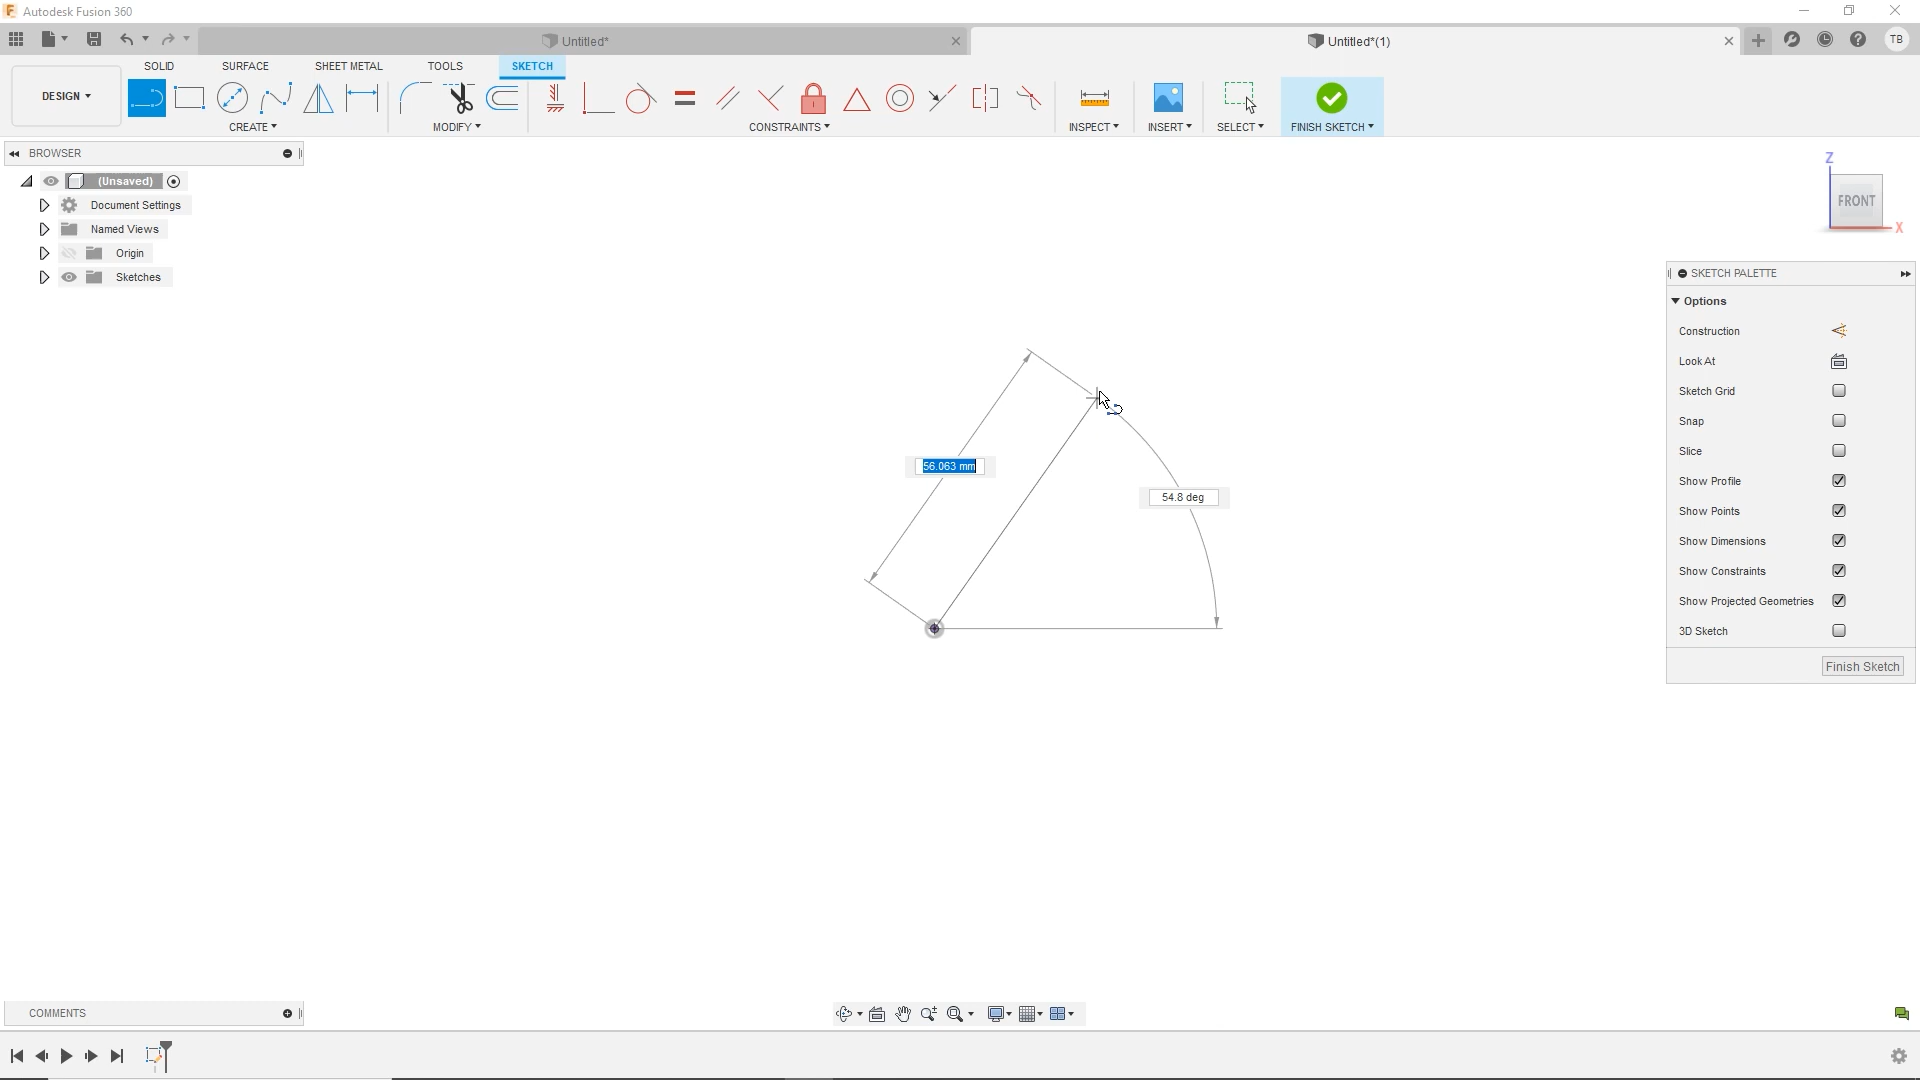 Autodesk Fusion 360
Untitled*
Untitled*(1)
TB
SOLID
SURFACE
SHEET METAL
TOOLS
SKETCH
DESIGN
CREATE
MODIFY
CONSTRAINTS
INSPECT
INSERT
SELECT
FINISH SKETCH
BROWSER
(Unsaved)
Document Settings
Named Views
Origin
Sketches
Z
FRONT
X
SKETCH PALETTE
Options
Construction
Look At
Sketch Grid
Snap
Slice
Show Profile
Show Points
Show Dimensions
Show Constraints
Show Projected Geometries
3D Sketch
Finish Sketch
56.063 mm
54.8 deg
COMMENTS